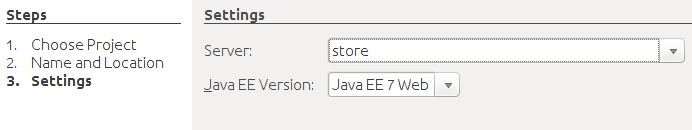 Steps
1. Choose Project
2. Name and Location
3. Settings
Settings
Server: store
Java EE Version: Java EE 7 Web